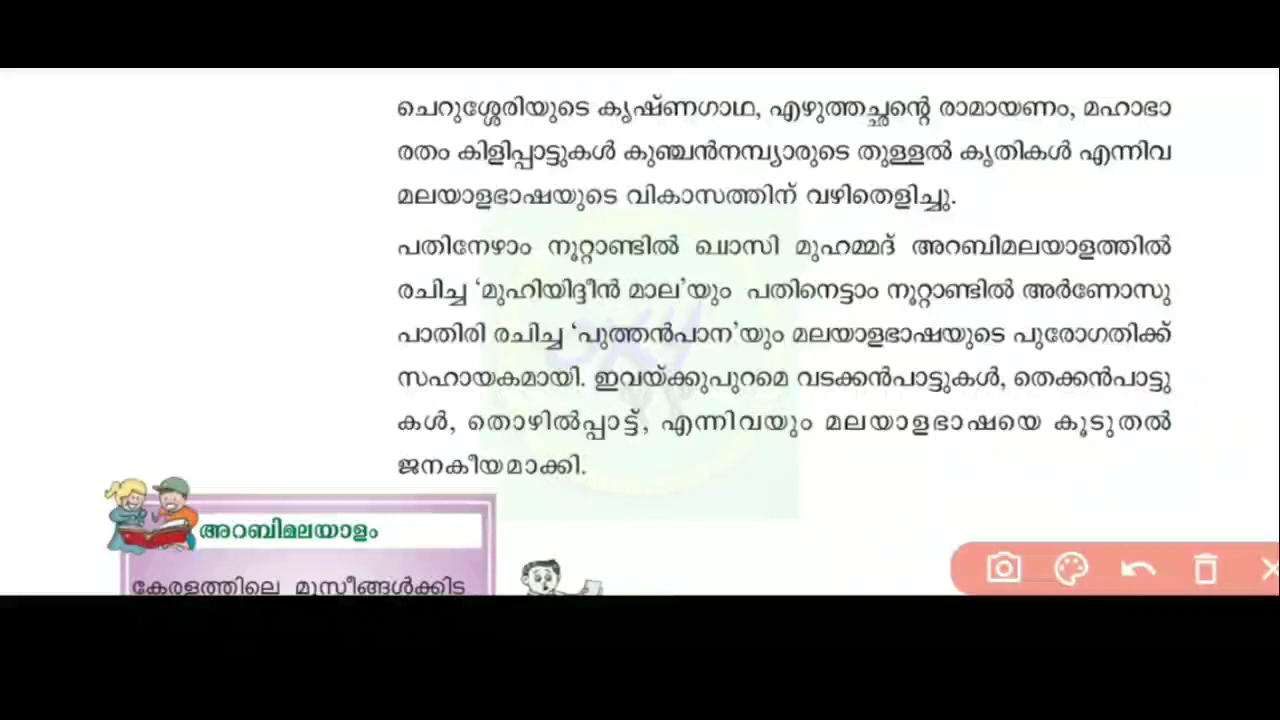 ചെറുശ്ശേരിയുടെ കൃഷ്ണഗാഥ, എഴുത്തച്ഛന്റെ രാമായണം, മഹാഭാ
രതം കിളിപ്പാട്ടുകൾ കുഞ്ചൻനമ്പ്യാരുടെ തുള്ളൽ കൃതികൾ എന്നിവ
മലയാളഭാഷയുടെ വികാസത്തിന് വഴിതെളിച്ചു.
പതിനേഴാം നൂറ്റാണ്ടിൽ ഖാസി മുഹമ്മദ് അറബിമലയാളത്തിൽ
രചിച്ച ‘മുഹിയിദ്ദീൻ മാല’യും പതിനെട്ടാം നൂറ്റാണ്ടിൽ അർണോസു
പാതിരി രചിച്ച ‘പുത്തൻപാന’യും മലയാളഭാഷയുടെ പുരോഗതിക്ക്
സഹായകമായി. ഇവയ്ക്കുപുറമെ വടക്കൻപാട്ടുകൾ, തെക്കൻപാട്ടു
കൾ, തൊഴിൽപ്പാട്ട്, എന്നിവയും മലയാളഭാഷയെ കൂടുതൽ
ജനകീയമാക്കി.
അറബിമലയാളം
കേരളത്തിലെ മുസ്ലീങ്ങൾക്കിട